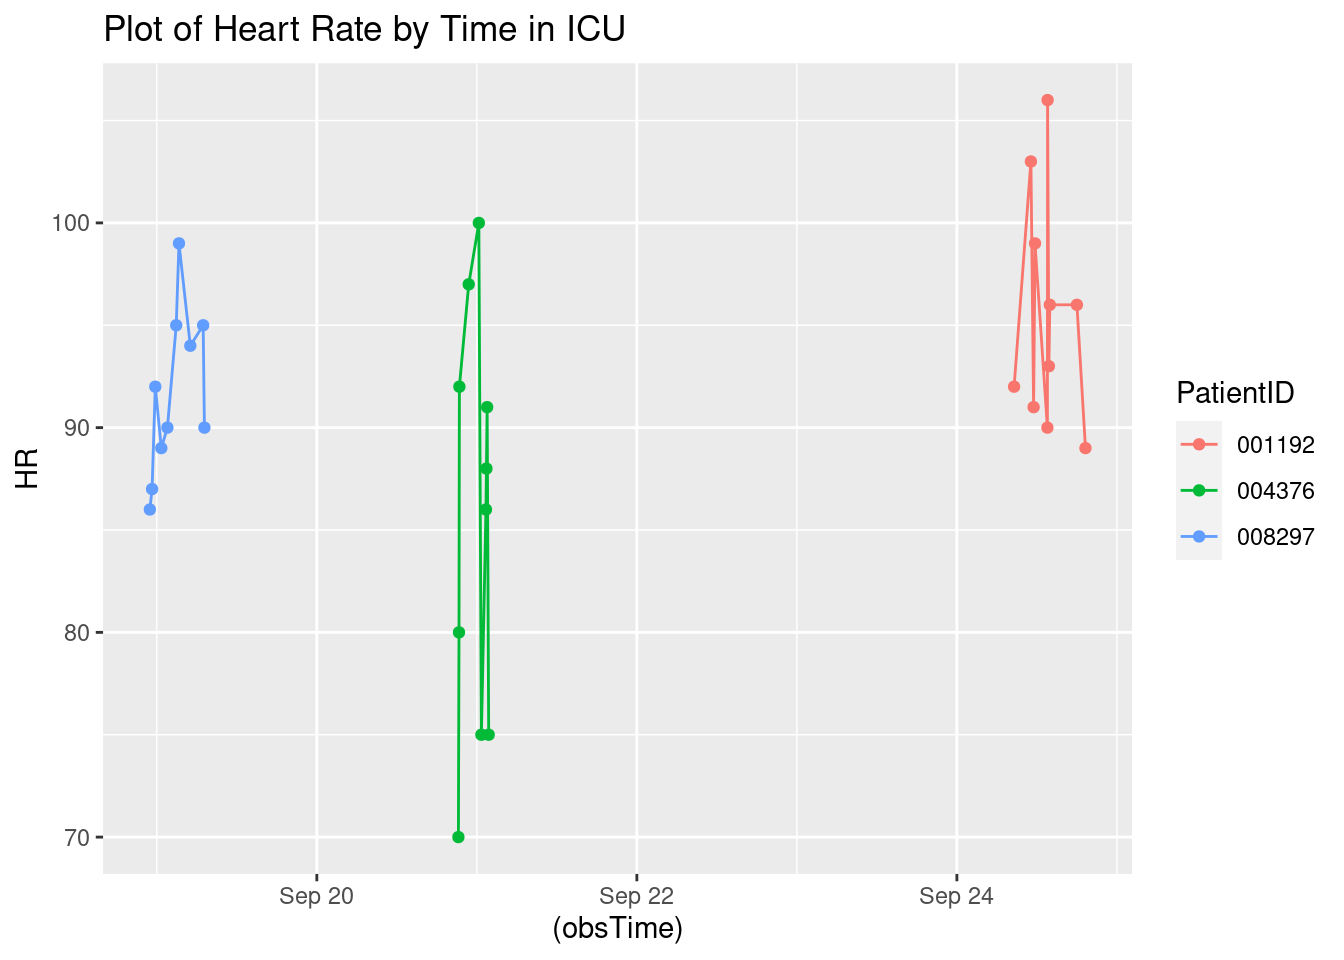 Plot of Heart Rate by Time in ICU
HR
100
90
80
70
Sep 20
Sep 22
Sep 24
(obsTime)
PatientID
001192
004376
008297